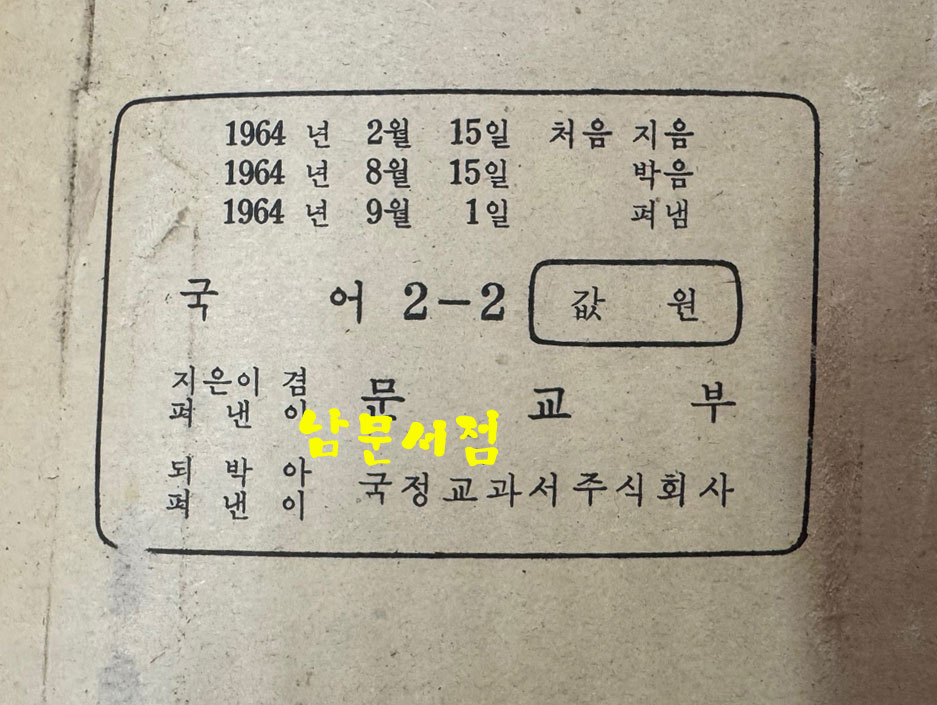 1964 년 2월 15일 처음 지음
1964 년 8월 15일 박음
1964 년 9월 1일 펴냄
국 어 2-2 값 원
지은이 겸
펴 낸 이 문 교 부
남문서점
되 박 아
펴 낸 이 국정교과서주식회사